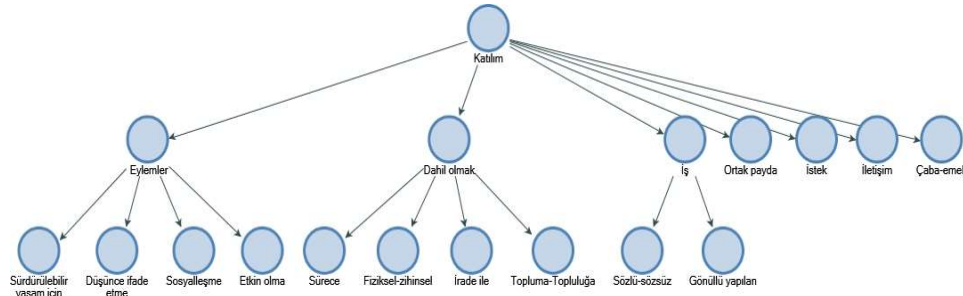 Katılım
Eylemler
Dahil olmak
İş
Ortak payda
İstek
İletişim
Çaba-emek
Sürdürülebilir
yaşam için
Düşünce ifade
etme
Sosyalleşme
Etkin olma
Sürece
Fiziksel-zihinsel
İrade ile
Topluma-Topluluğa
Sözlü-sözsüz
Gönüllü yapılan